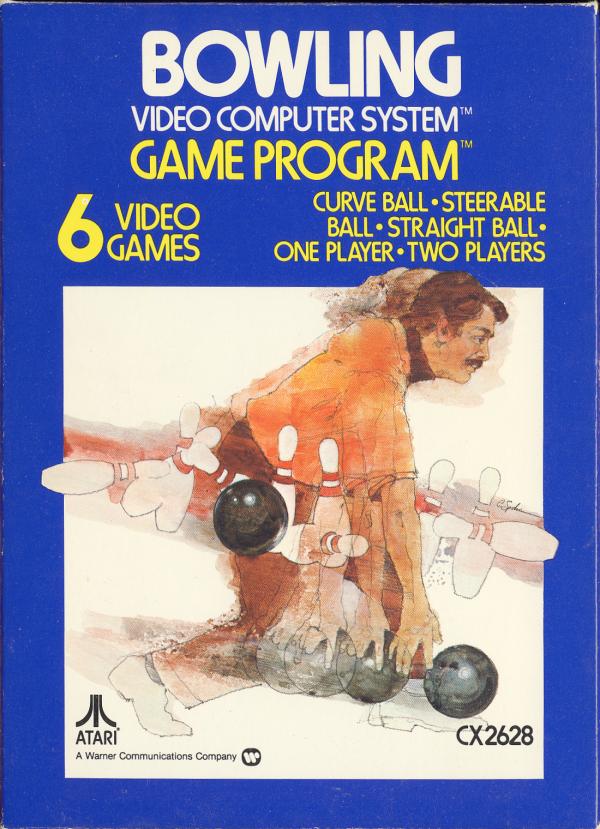 BOWLING
VIDEO COMPUTER SYSTEM™
GAME PROGRAM™
6 VIDEO GAMES
CURVE BALL • STEERABLE
BALL • STRAIGHT BALL •
ONE PLAYER • TWO PLAYERS
ATARI
A Warner Communications Company
CX2628